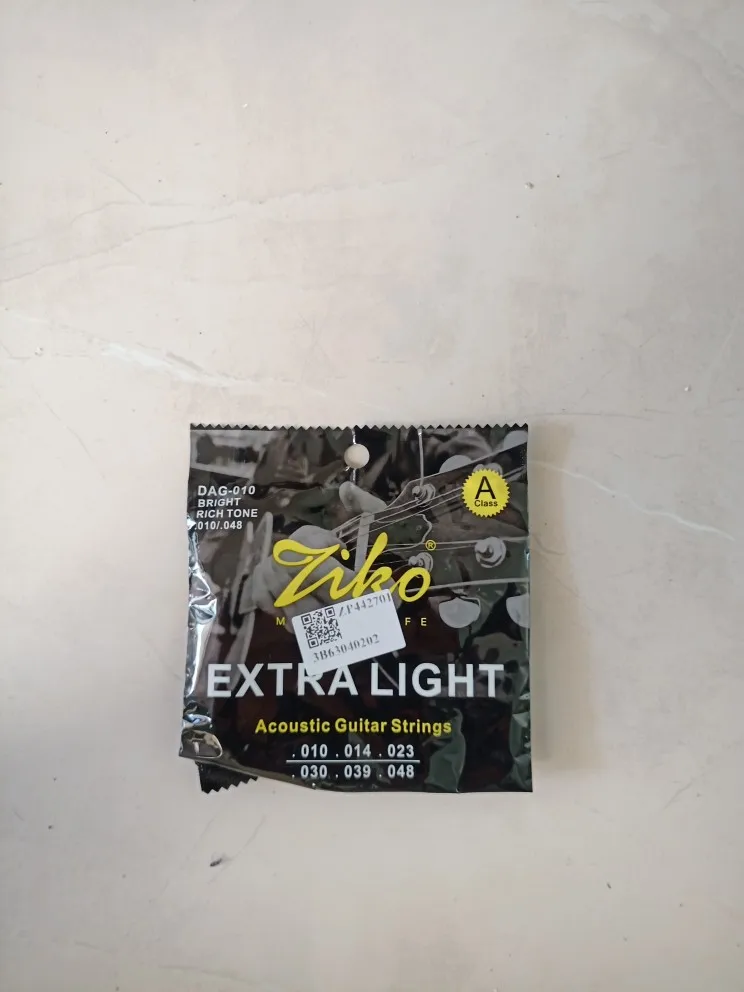 DAG-010
BRIGHT
RICH TONE
.010/.048
A
Class
Ziko®
M FE
ZP442701
3B63040202
EXTRA LIGHT
Acoustic Guitar Strings
.010 .014 .023
.030 .039 .048